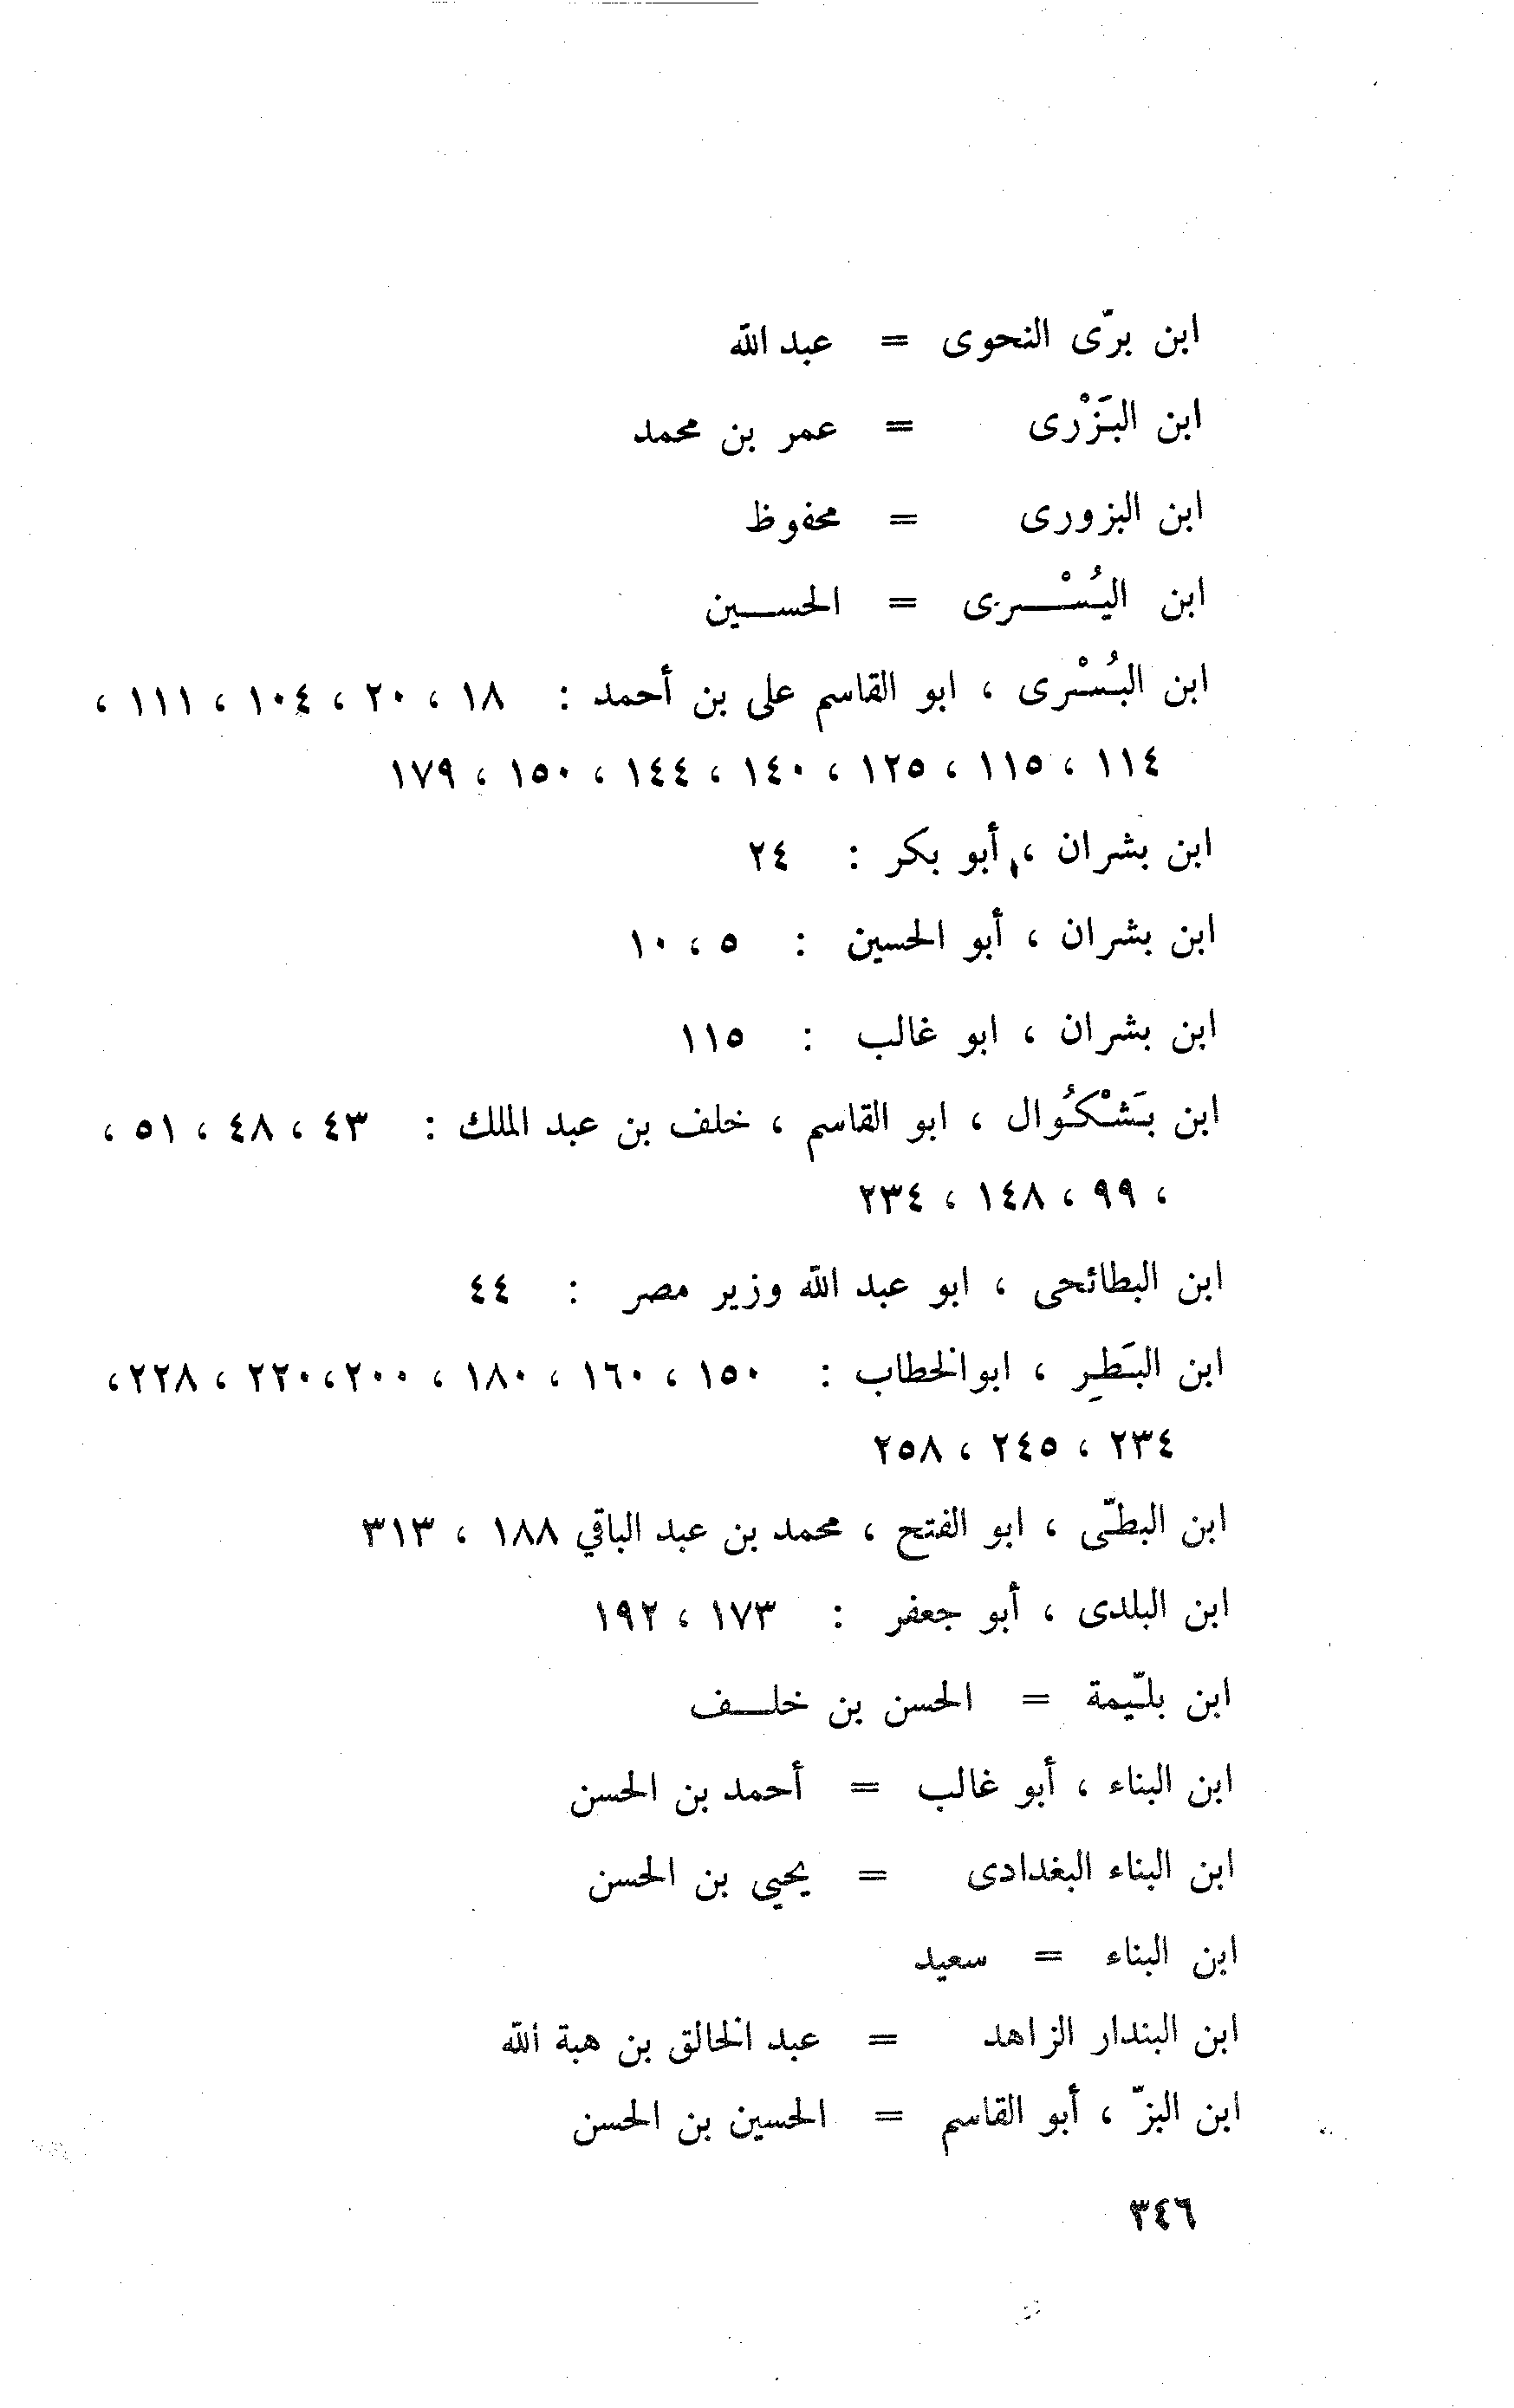 ابن برّى النحوى = عبد الله
ابن البَزْرى = عمر بن محمد
ابن البزورى = محفوظ
ابن اليُسْرى = الحسين
ابن البُسْرى ، ابو القاسم على بن أحمد : ١٨ ، ٢٠ ، ١٠٤ ، ١١١ ،
١١٤ ، ١١٥ ، ١٢٥ ، ١٤٠ ، ١٤٤ ، ١٥٠ ، ١٧٩
ابن بشران ، أبو بكر : ٢٤
ابن بشران ، أبو الحسين : ٥ ، ١٠
ابن بشران ، ابو غالب : ١١٥
ابن بَشْكُوال ، ابو القاسم ، خلف بن عبد الملك : ٤٣ ، ٤٨ ، ٥١ ،
، ٩٩ ، ١٤٨ ، ٢٣٤
ابن البطائحى ، ابو عبد الله وزير مصر : ٤٤
ابن البَطِر ، ابوالخطاب : ١٥٠ ، ١٦٠ ، ١٨٠ ، ٢٠٠،٢٢٠ ، ٢٢٨،
٢٣٤ ، ٢٤٥ ، ٢٥٨
ابن البطّى ، ابو الفتح ، محمد بن عبد الباقي ١٨٨ ، ٣١٣
ابن البلدى ، أبو جعفر : ١٧٣ ، ١٩٢
ابن بلّيمة = الحسن بن خلف
ابن البناء ، أبو غالب = أحمد بن الحسن
ابن البناء البغدادى = يحيى بن الحسن
ابن البناء = سعيد
ابن البندار الزاهد = عبد الخالق بن هبة الله
ابن البزّ ، أبو القاسم = الحسين بن الحسن
٣٤٦